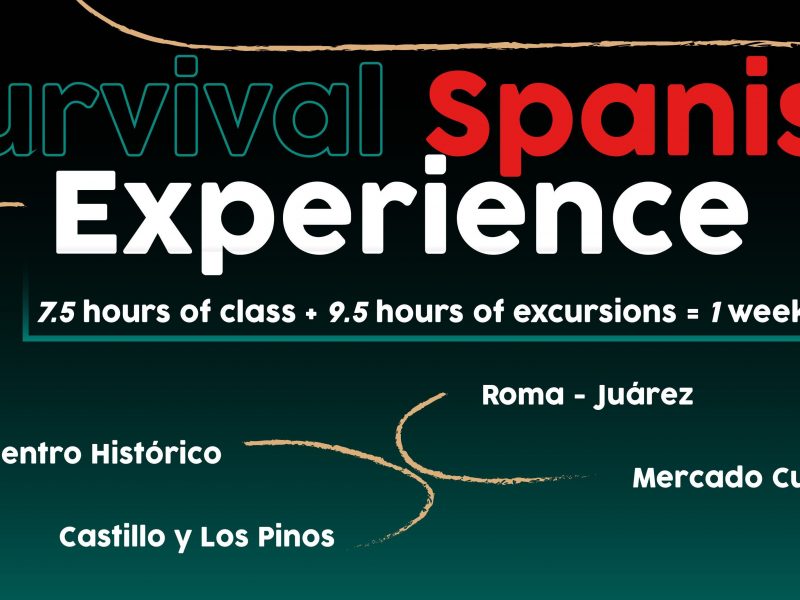 urvival Spanis
Experience
7.5 hours of class + 9.5 hours of excursions = 1 week
Roma - Juárez
entro Histórico
Mercado Cu
Castillo y Los Pinos